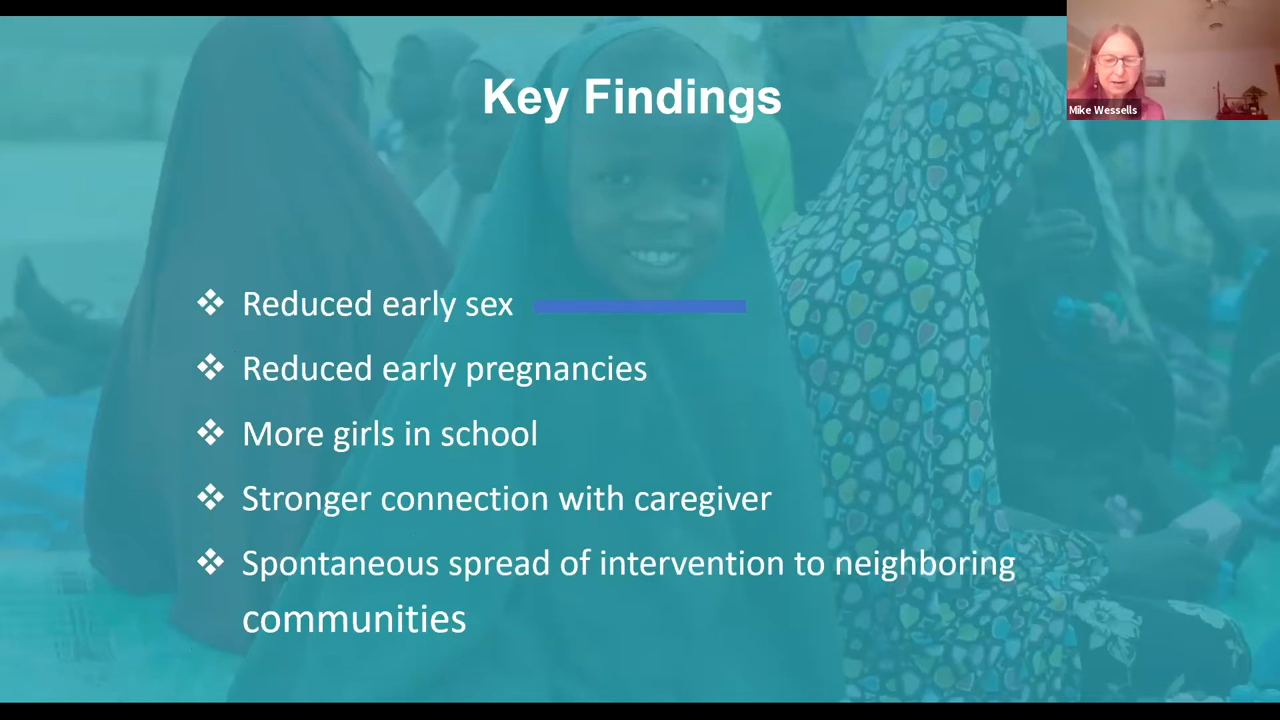 Key Findings
Mike Wessells
❖ Reduced early sex
❖ Reduced early pregnancies
❖ More girls in school
❖ Stronger connection with caregiver
❖ Spontaneous spread of intervention to neighboring
communities